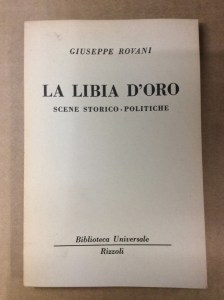 GIUSEPPE ROVANI
LA LIBIA D'ORO
SCENE STORICO-POLITICHE
Biblioteca Universale
Rizzoli